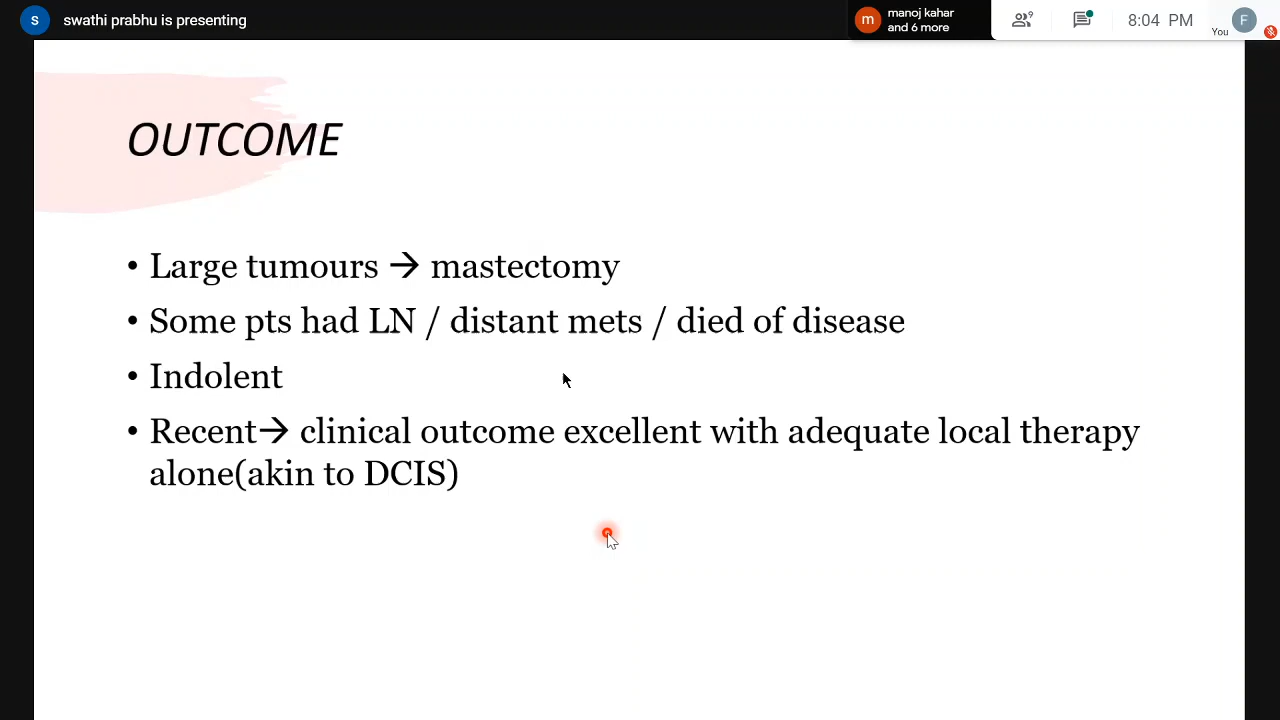 s swathi prabhu is presenting
m manoj kahar
and 6 more
9
8:04 PM
You
F
OUTCOME
• Large tumours → mastectomy
• Some pts had LN / distant mets / died of disease
• Indolent
• Recent→ clinical outcome excellent with adequate local therapy
alone(akin to DCIS)